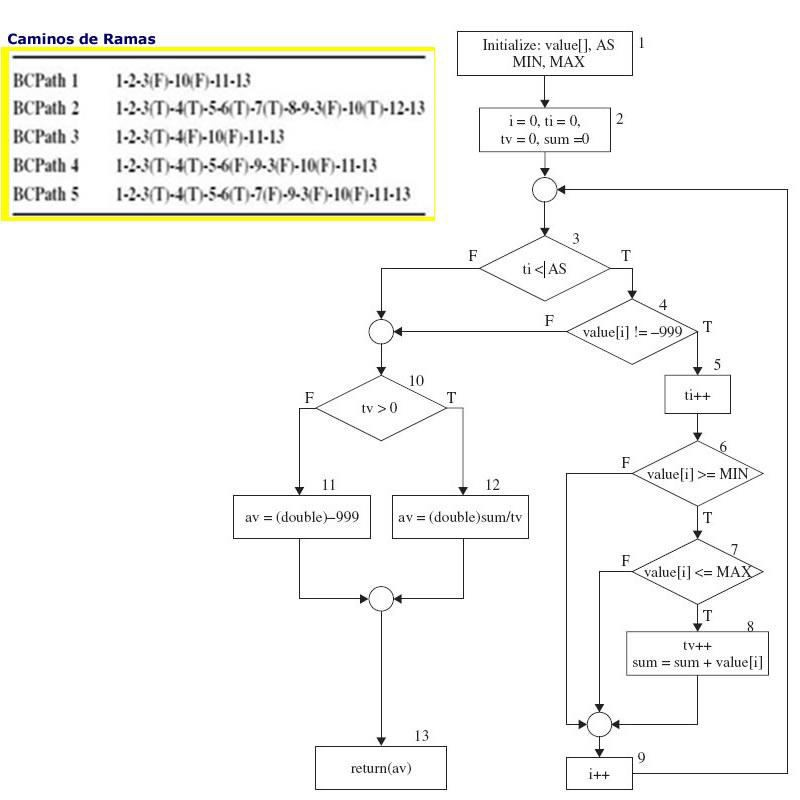 Caminos de Ramas
BCPath 1 1-2-3(F)-10(F)-11-13
BCPath 2 1-2-3(T)-4(T)-5-6(T)-7(T)-8-9-3(F)-10(T)-12-13
BCPath 3 1-2-3(T)-4(F)-10(F)-11-13
BCPath 4 1-2-3(T)-4(T)-5-6(F)-9-3(F)-10(F)-11-13
BCPath 5 1-2-3(T)-4(T)-5-6(T)-7(F)-9-3(F)-10(F)-11-13
Initialize: value[], AS
MIN, MAX
1
i = 0, ti = 0,
tv = 0, sum =0
2
3
F
ti < AS
T
4
F
value[i] != –999
T
5
ti++
10
F
tv > 0
T
6
F
value[i] >= MIN
T
11
av = (double)–999
12
av = (double)sum/tv
7
F
value[i] <= MAX
T
8
tv++
sum = sum + value[i]
13
return(av)
9
i++